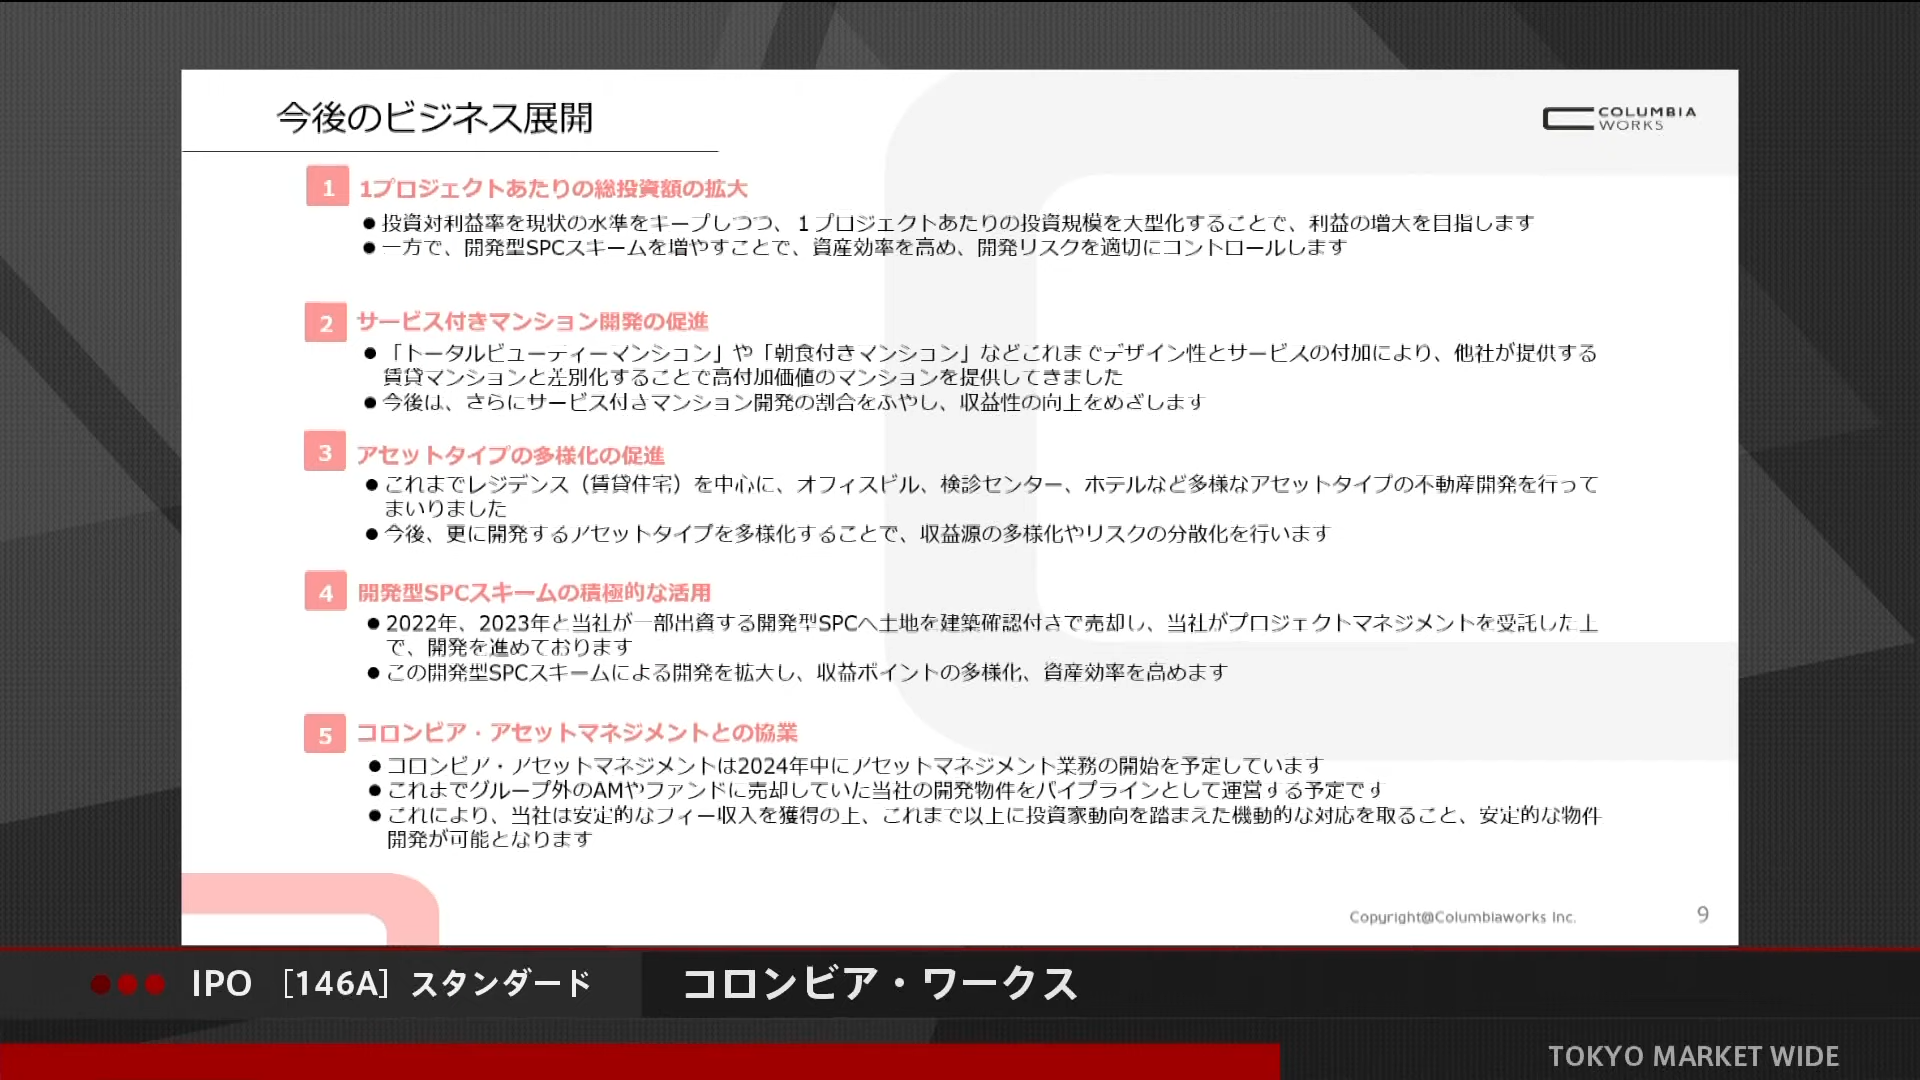 今後のビジネス展開
COLUMBIA
WORKS
1 1プロジェクトあたりの総投資額の拡大
●投資対利益率を現状の水準をキープしつつ、１プロジェクトあたりの投資規模を大型化することで、利益の増大を目指します
●一方で、開発型SPCスキームを増やすことで、資産効率を高め、開発リスクを適切にコントロールします
2 サービス付きマンション開発の促進
●「トータルビューティーマンション」や「朝食付きマンション」などこれまでデザイン性とサービスの付加により、他社が提供する
賃貸マンションと差別化することで高付加価値のマンションを提供してきました
●今後は、さらにサービス付きマンション開発の割合をふやし、収益性の向上をめざします
3 アセットタイプの多様化の促進
●これまでレジデンス（賃貸住宅）を中心に、オフィスビル、検診センター、ホテルなど多様なアセットタイプの不動産開発を行って
まいりました
●今後、更に開発するアセットタイプを多様化することで、収益源の多様化やリスクの分散化を行います
4 開発型SPCスキームの積極的な活用
●2022年、2023年と当社が一部出資する開発型SPCへ土地を建築確認付きで売却し、当社がプロジェクトマネジメントを受託した上
で、開発を進めております
●この開発型SPCスキームによる開発を拡大し、収益ポイントの多様化、資産効率を高めます
5 コロンビア・アセットマネジメントとの協業
●コロンビア・アセットマネジメントは2024年中にアセットマネジメント業務の開始を予定しています
●これまでグループ外のAMやファンドに売却していた当社の開発物件をパイプラインとして運営する予定です
●これにより、当社は安定的なフィー収入を獲得の上、これまで以上に投資家動向を踏まえた機動的な対応を取ること、安定的な物件
開発が可能となります
Copyright@Columbiaworks Inc.
9
IPO ［146A］スタンダード コロンビア・ワークス
TOKYO MARKET WIDE